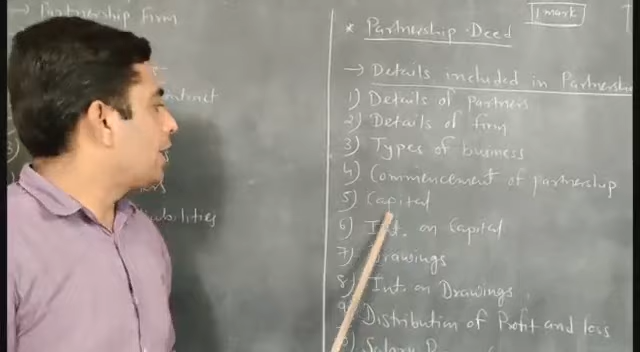 → Partnership Firm
* Partnership Deed
1 mark
→ Details included in Partnership
1) Details of Partners
2) Details of firm
3) Types of business
4) Commencement of partnership
5) Capital
6) Int. on Capital
7) Drawings
8) Int. on Drawings
9) Distribution of Profit and loss